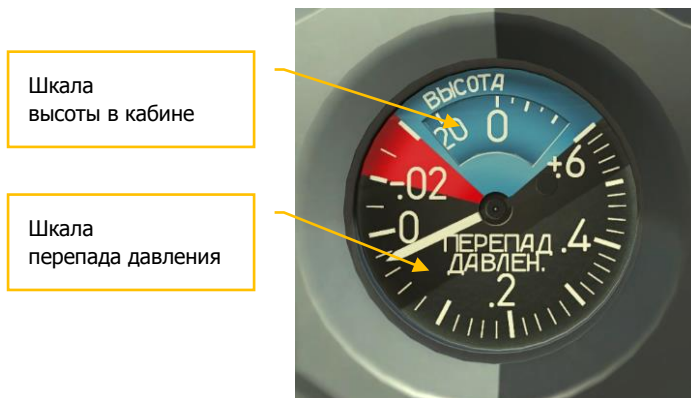 Шкала
высоты в кабине
ВЫСОТА
20 0
-.02
+.6
0
Шкала
перепада давления
ПЕРЕПАД
ДАВЛЕН.
.4
.2